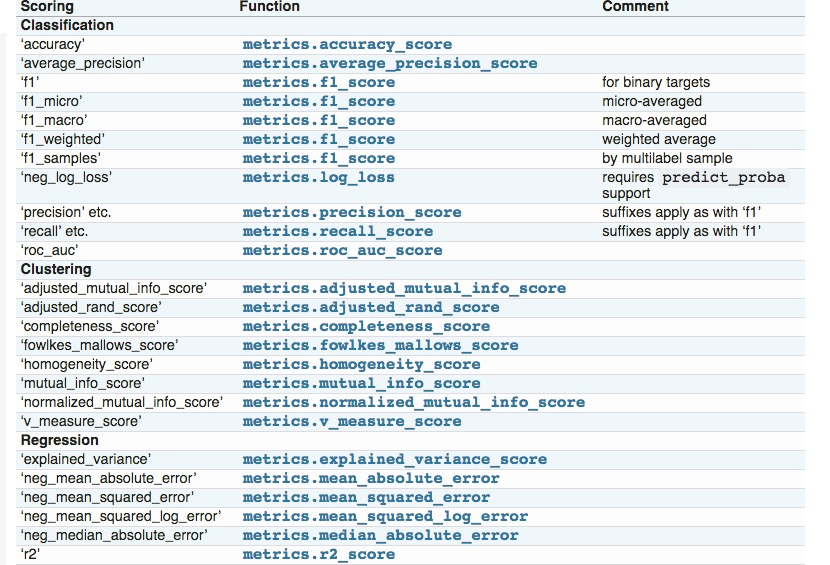 Scoring Function Comment
Classification
‘accuracy’ metrics.accuracy_score
‘average_precision’ metrics.average_precision_score
‘f1’ metrics.f1_score for binary targets
‘f1_micro’ metrics.f1_score micro-averaged
‘f1_macro’ metrics.f1_score macro-averaged
‘f1_weighted’ metrics.f1_score weighted average
‘f1_samples’ metrics.f1_score by multilabel sample
‘neg_log_loss’ metrics.log_loss requires predict_proba
support
‘precision’ etc. metrics.precision_score suffixes apply as with ‘f1’
‘recall’ etc. metrics.recall_score suffixes apply as with ‘f1’
‘roc_auc’ metrics.roc_auc_score
Clustering
‘adjusted_mutual_info_score’ metrics.adjusted_mutual_info_score
‘adjusted_rand_score’ metrics.adjusted_rand_score
‘completeness_score’ metrics.completeness_score
‘fowlkes_mallows_score’ metrics.fowlkes_mallows_score
‘homogeneity_score’ metrics.homogeneity_score
‘mutual_info_score’ metrics.mutual_info_score
‘normalized_mutual_info_score’ metrics.normalized_mutual_info_score
‘v_measure_score’ metrics.v_measure_score
Regression
‘explained_variance’ metrics.explained_variance_score
‘neg_mean_absolute_error’ metrics.mean_absolute_error
‘neg_mean_squared_error’ metrics.mean_squared_error
‘neg_mean_squared_log_error’ metrics.mean_squared_log_error
‘neg_median_absolute_error’ metrics.median_absolute_error
‘r2’ metrics.r2_score